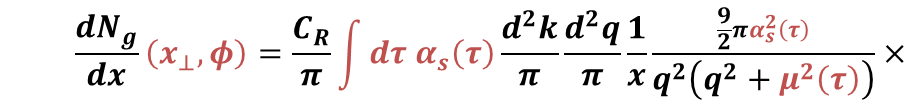 dN_g/dx (x_⊥, ϕ) = C_R/π ∫ dτ α_s(τ) d²k/π d²q/π 1/x (9/2 π α_s²(τ))/(q²(q² + μ²(τ))) ×